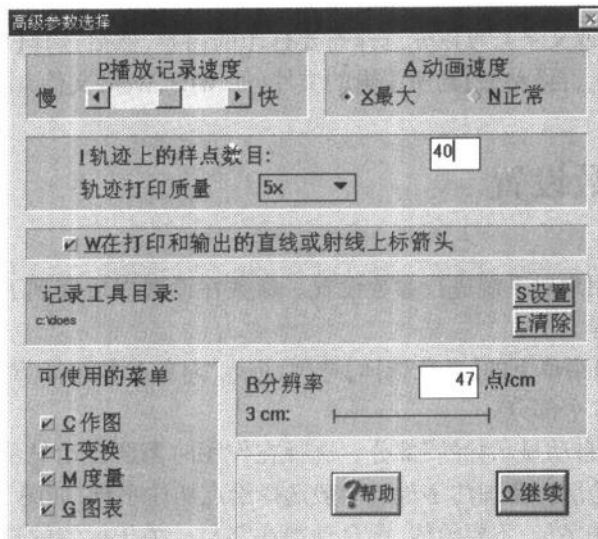 高级参数选择
P播放记录速度
慢 快
A动画速度
X最大 N正常
I轨迹上的样点数目: 40
轨迹打印质量 5x
W在打印和输出的直线或射线上标箭头
记录工具目录:
c:\does
S设置
E清除
可使用的菜单
C作图
T变换
M度量
G图表
R分辨率 47 点/cm
3 cm:
?帮助
O继续